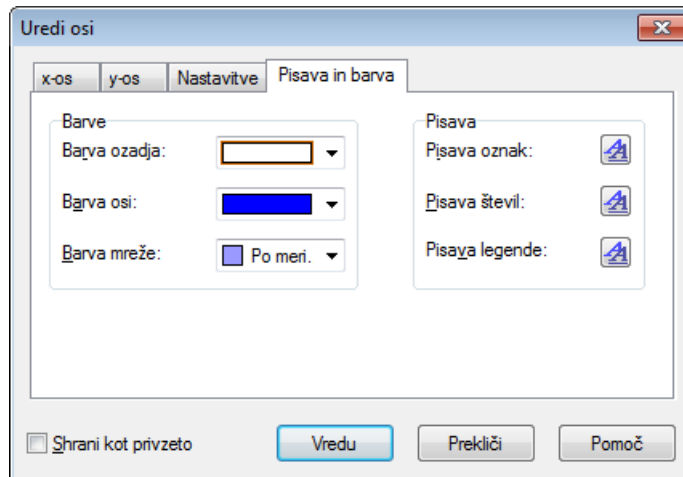 Uredi osi
x-os y-os Nastavitve Pisava in barva
Barve
Barva ozadja:
Barva osi:
Barva mreže: Po meri.
Pisava
Pisava oznak:
Pisava števil:
Pisava legende:
Shrani kot privzeto Vredu Prekliči Pomoč